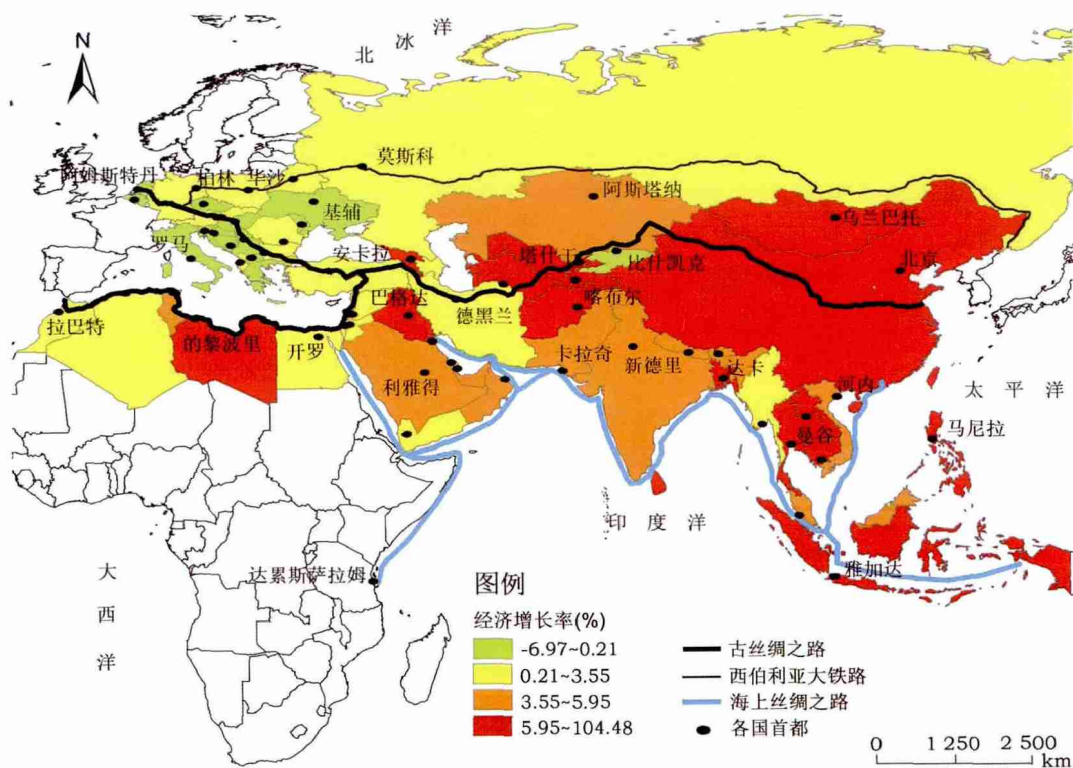 N
北冰洋
莫斯科
阿姆斯特丹
柏林
华沙
基辅
阿斯塔纳
乌兰巴托
罗马
安卡拉
塔什干
比什凯克
北京
巴格达
德黑兰
喀布尔
拉巴特
的黎波里
开罗
利雅得
卡拉奇
新德里
达卡
河内
太平洋
曼谷
马尼拉
印度洋
大西洋
达累斯萨拉姆
雅加达
图例
经济增长率(%)
-6.97~0.21
0.21~3.55
3.55~5.95
5.95~104.48
古丝绸之路
西伯利亚大铁路
海上丝绸之路
各国首都
0 1 250 2 500
km